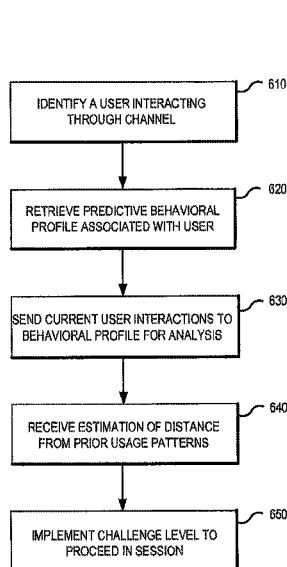 610
IDENTIFY A USER INTERACTING
THROUGH CHANNEL
620
RETRIEVE PREDICTIVE BEHAVIORAL
PROFILE ASSOCIATED WITH USER
630
SEND CURRENT USER INTERACTIONS TO
BEHAVIORAL PROFILE FOR ANALYSIS
640
RECEIVE ESTIMATION OF DISTANCE
FROM PRIOR USAGE PATTERNS
650
IMPLEMENT CHALLENGE LEVEL TO
PROCEED IN SESSION